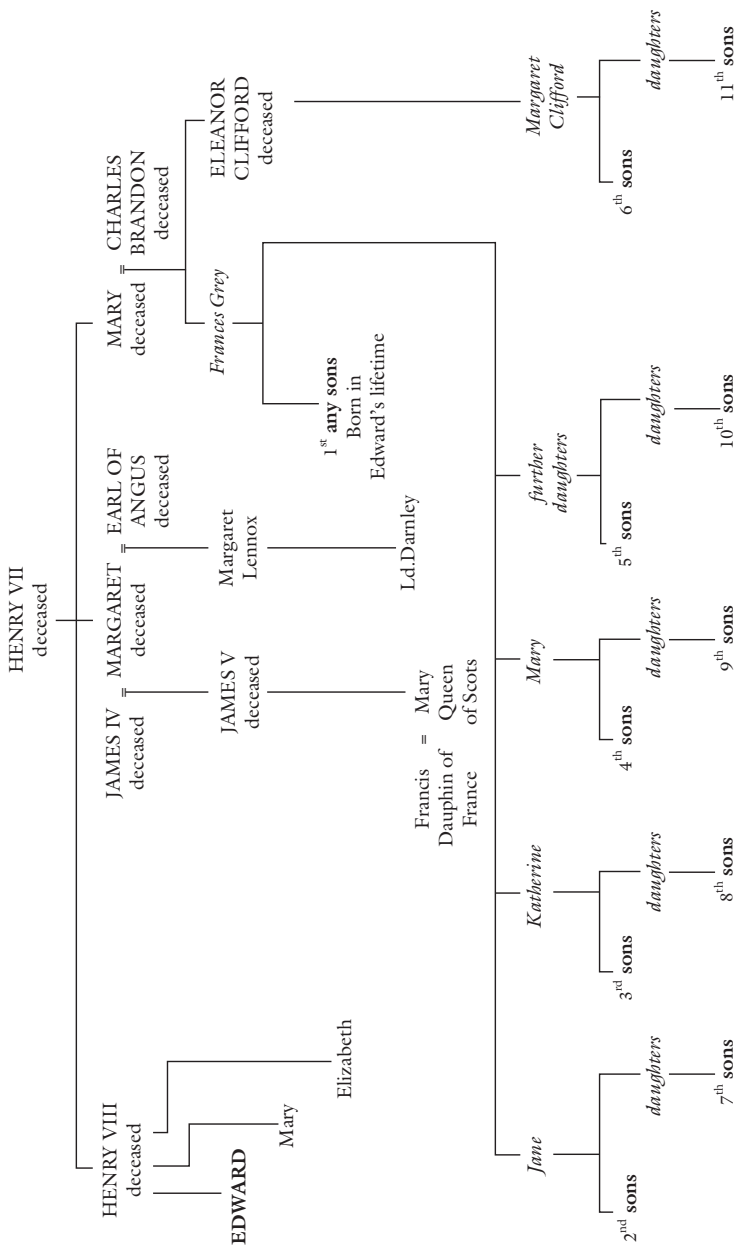 HENRY VII
deceased
HENRY VIII
deceased
JAMES IV
deceased
=
MARGARET
deceased
=
EARL OF
ANGUS
deceased
MARY
deceased
=
CHARLES
BRANDON
deceased
EDWARD
Mary
Elizabeth
JAMES V
deceased
Margaret
Lennox
Frances Grey
ELEANOR
CLIFFORD
deceased
Francis
Dauphin of
France
=
Mary
Queen
of Scots
Ld.Darnley
1st any sons
Born in
Edward's lifetime
Jane
Katherine
Mary
further
daughters
Margaret
Clifford
2nd sons
daughters
3rd sons
daughters
4th sons
daughters
5th sons
daughters
6th sons
daughters
7th sons
8th sons
9th sons
10th sons
11th sons